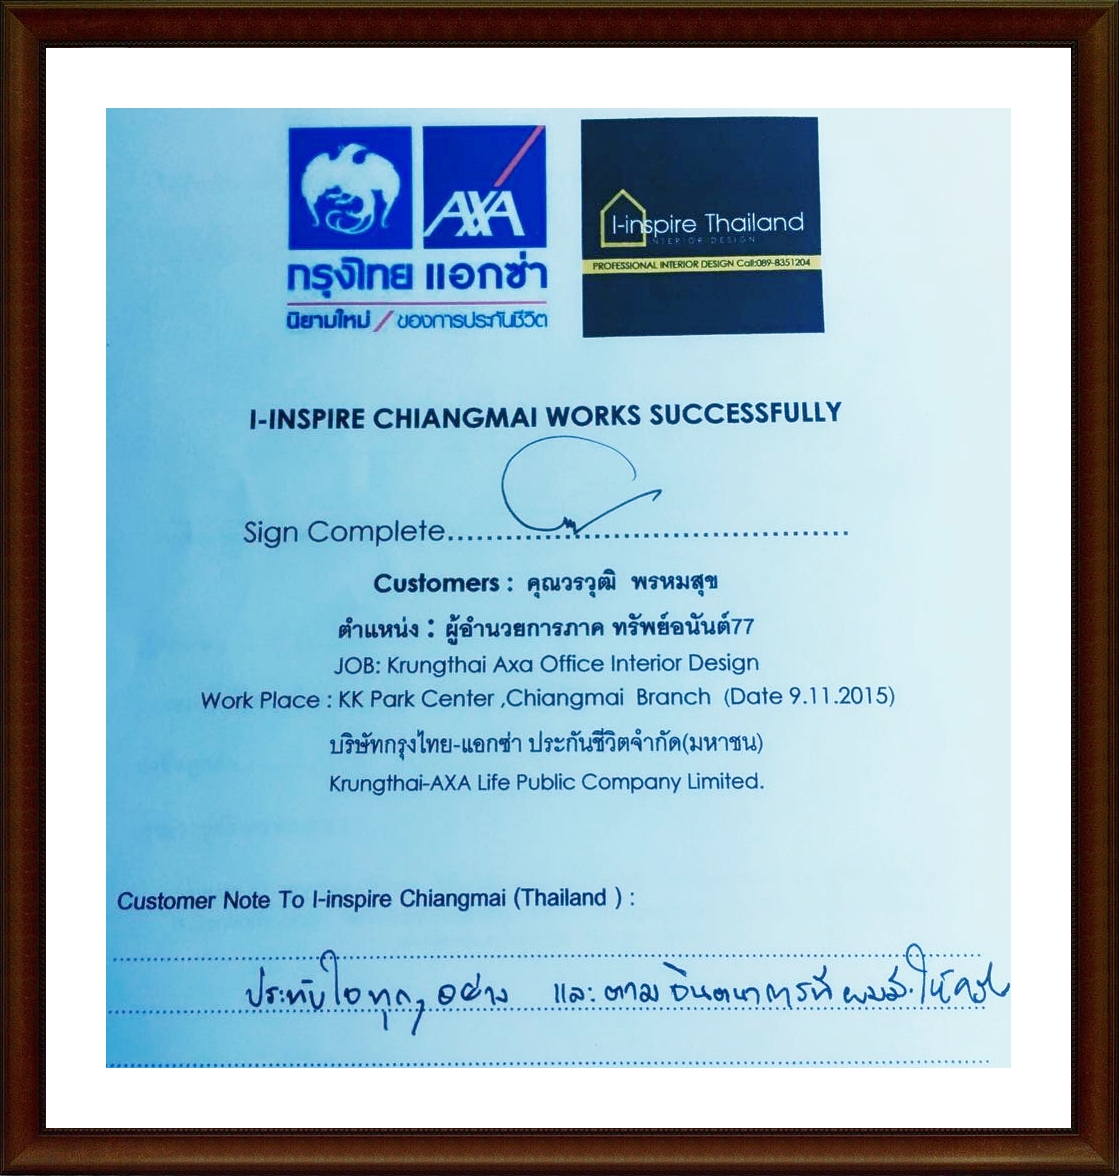 AXA
กรุงไทย แอกซ่า
นิยามใหม่ / ของการประกันชีวิต
I-inspire Thailand
INTERIOR DESIGN
PROFESSIONAL INTERIOR DESIGN Call:089-8351204
I-INSPIRE CHIANGMAI WORKS SUCCESSFULLY
Sign Complete..................................................
Customers : คุณวรวุฒิ พรหมสุข
ตำแหน่ง : ผู้อำนวยการภาค ทรัพย์อนันต์77
JOB: Krungthai Axa Office Interior Design
Work Place : KK Park Center ,Chiangmai Branch (Date 9.11.2015)
บริษัทกรุงไทย-แอกซ่า ประกันชีวิตจำกัด(มหาชน)
Krungthai-AXA Life Public Company Limited.
Customer Note To I-inspire Chiangmai (Thailand ) :
ประทับใจทุกๆ อย่าง และตามจินตนาการที่ผมมีให้ครับ